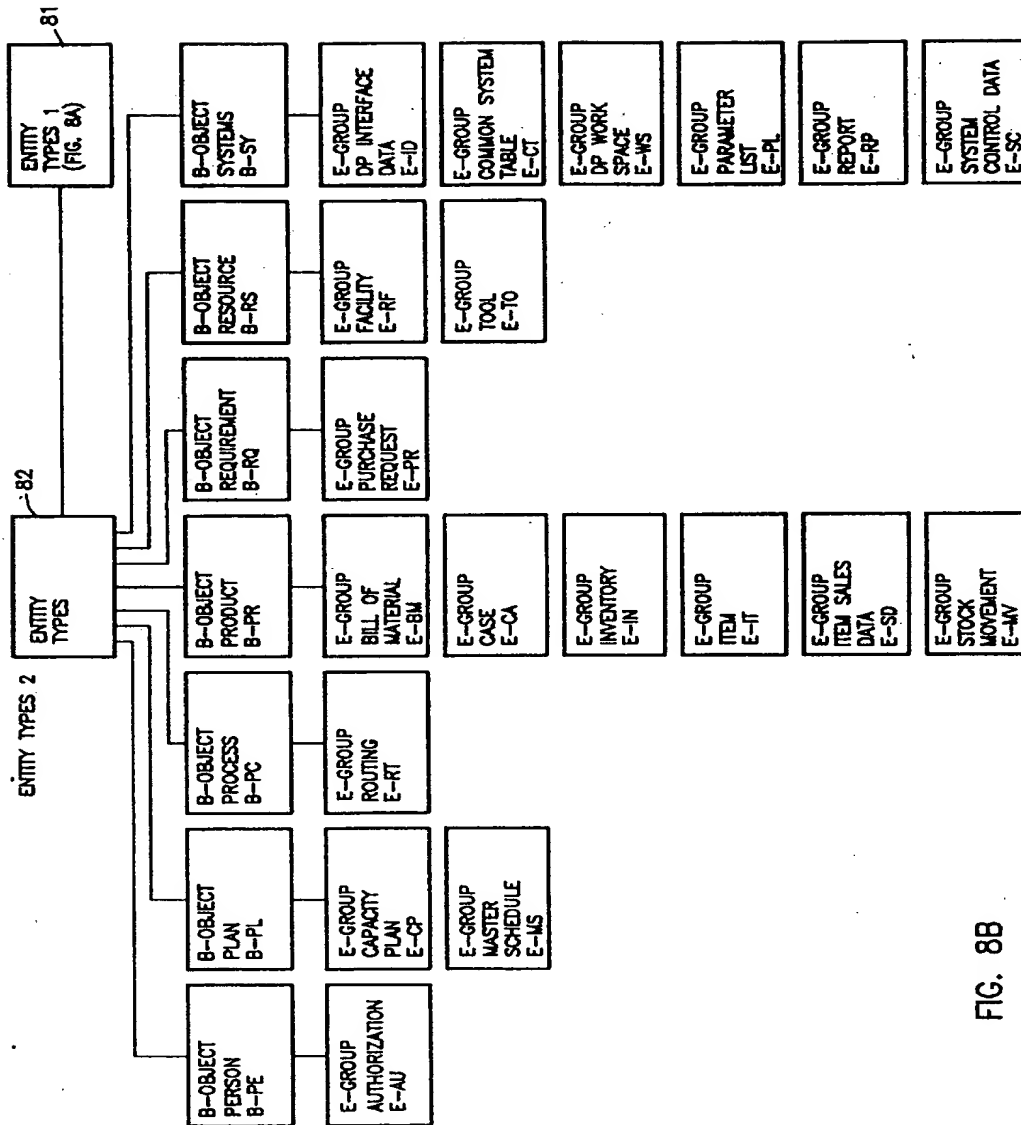 ENTITY TYPES 2
ENTITY
TYPES
82
ENTITY
TYPES 1
(FIG. 8A)
81
B-OBJECT
PERSON
B-PE
E-GROUP
AUTHORIZATION
E-AU
B-OBJECT
PLAN
B-PL
E-GROUP
CAPACITY
PLAN
E-CP
E-GROUP
MASTER
SCHEDULE
E-MS
B-OBJECT
PROCESS
B-PC
E-GROUP
ROUTING
E-RT
B-OBJECT
PRODUCT
B-PR
E-GROUP
BILL OF
MATERIAL
E-BIM
E-GROUP
CASE
E-CA
E-GROUP
INVENTORY
E-IN
E-GROUP
ITEM
E-IT
E-GROUP
ITEM SALES
DATA
E-SD
E-GROUP
STOCK
MOVEMENT
E-MV
B-OBJECT
REQUIREMENT
B-RQ
E-GROUP
PURCHASE
REQUEST
E-PR
B-OBJECT
RESOURCE
B-RS
E-GROUP
FACILITY
E-RF
E-GROUP
TOOL
E-TO
B-OBJECT
SYSTEMS
B-SY
E-GROUP
DP INTERFACE
DATA
E-ID
E-GROUP
COMMON SYSTEM
TABLE
E-CT
E-GROUP
DP WORK
SPACE
E-WS
E-GROUP
PARAMETER
LIST
E-PL
E-GROUP
REPORT
E-RP
E-GROUP
SYSTEM
CONTROL DATA
E-SC
FIG. 8B